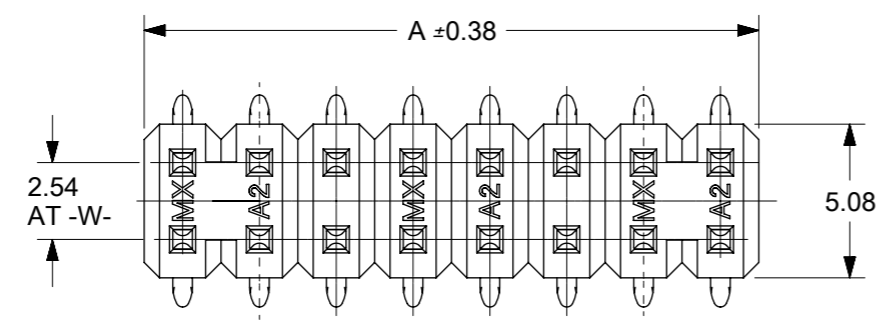 A ±0.38
2.54
AT -W-
5.08
MX
A2
MX
A2
MX
A2